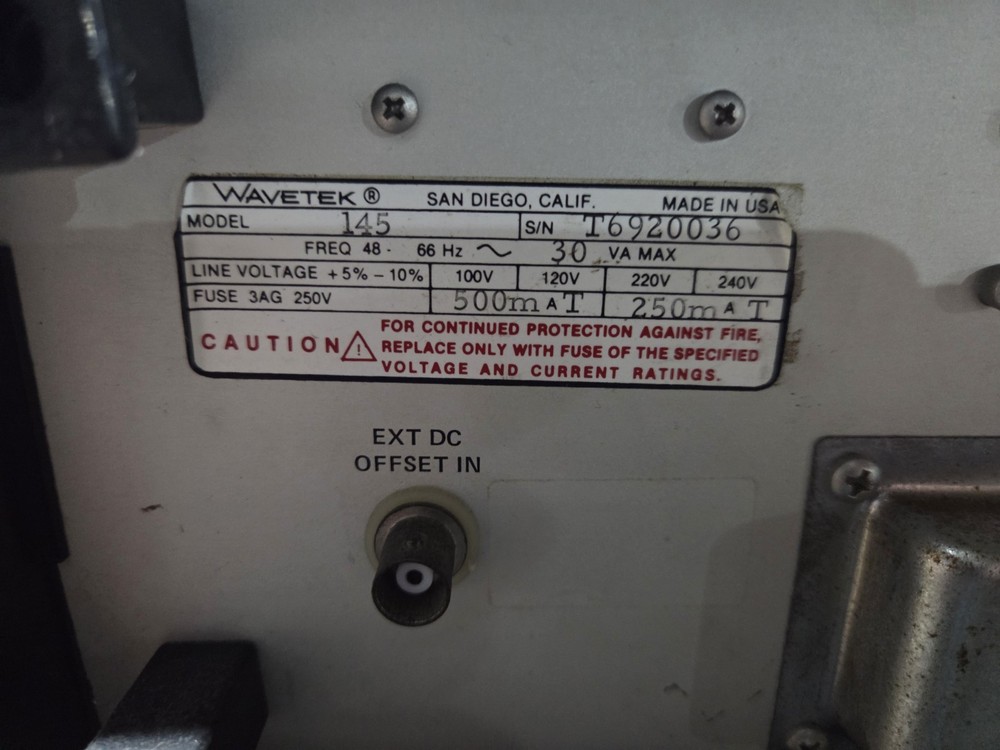 WAVETEK ® SAN DIEGO, CALIF. MADE IN USA
MODEL 145 S/N T6920036
FREQ 48 - 66 Hz ~ 30 VA MAX
LINE VOLTAGE +5% - 10% 100V 120V 220V 240V
FUSE 3AG 250V 500m A T 250m A T
CAUTION ! FOR CONTINUED PROTECTION AGAINST FIRE,
REPLACE ONLY WITH FUSE OF THE SPECIFIED
VOLTAGE AND CURRENT RATINGS.
EXT DC
OFFSET IN